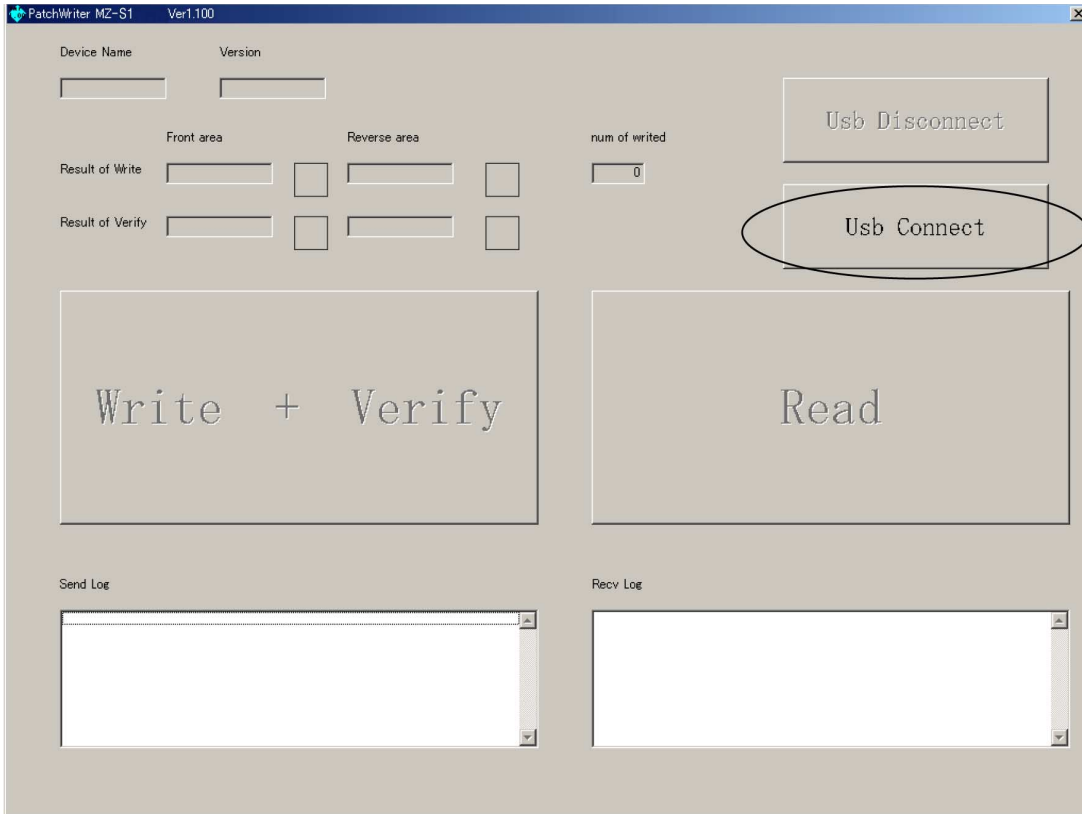 PatchWriter MZ-S1 Ver1.100
Device Name Version
Usb Disconnect
Front area Reverse area num of writed
Result of Write 0
Usb Connect
Result of Verify
Write + Verify Read
Send Log Recv Log